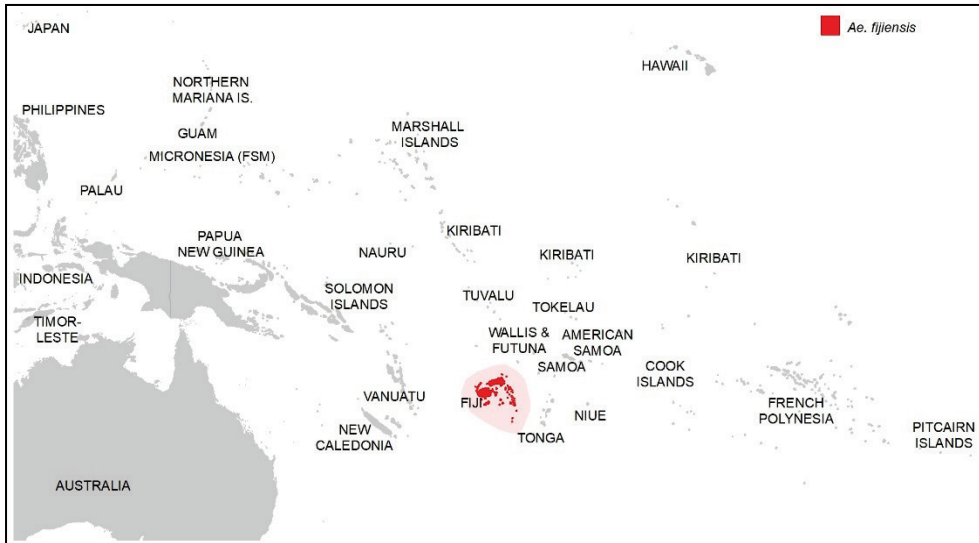 JAPAN
Ae. fijiensis
HAWAII
NORTHERN
MARIANA IS.
PHILIPPINES
GUAM
MARSHALL
ISLANDS
MICRONESIA (FSM)
PALAU
KIRIBATI
PAPUA
NEW GUINEA
NAURU
KIRIBATI
KIRIBATI
INDONESIA
SOLOMON
ISLANDS
TUVALU
TOKELAU
TIMOR-
LESTE
WALLIS &
FUTUNA
AMERICAN
SAMOA
SAMOA
COOK
ISLANDS
VANUATU
FIJI
FRENCH
POLYNESIA
NIUE
NEW
CALEDONIA
TONGA
PITCAIRN
ISLANDS
AUSTRALIA